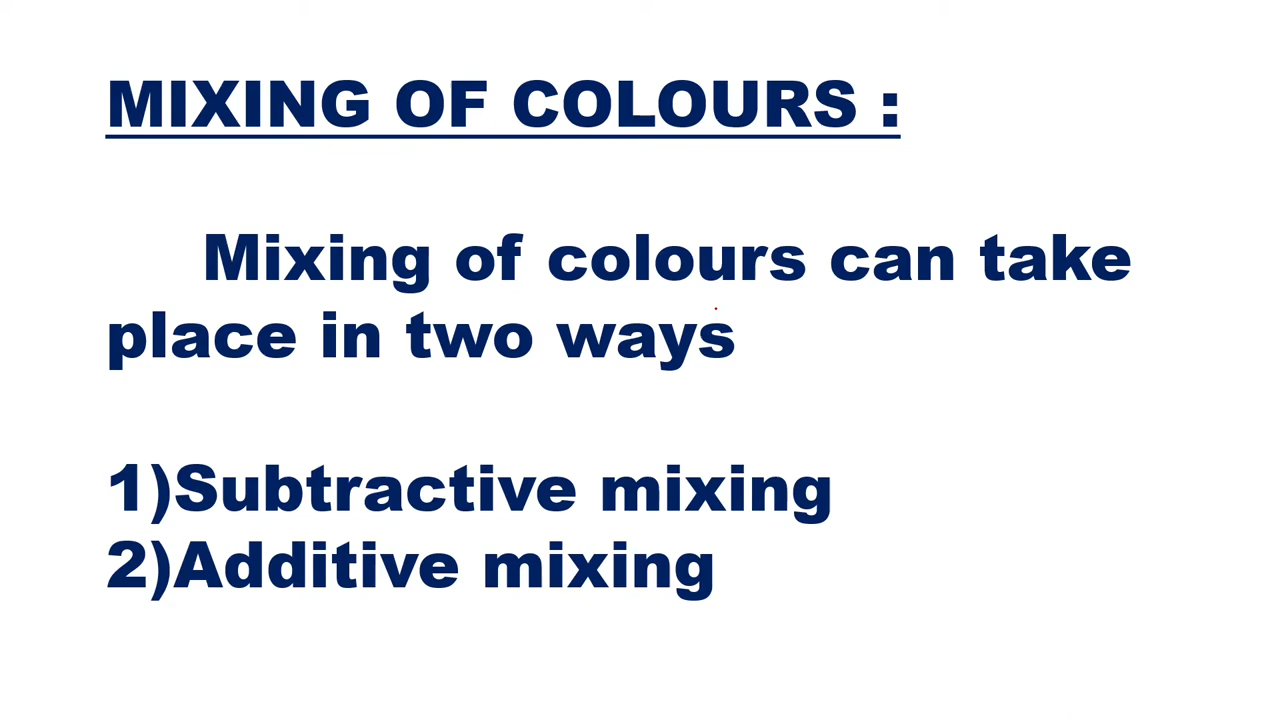 MIXING OF COLOURS :
Mixing of colours can take
place in two ways
1)Subtractive mixing
2)Additive mixing